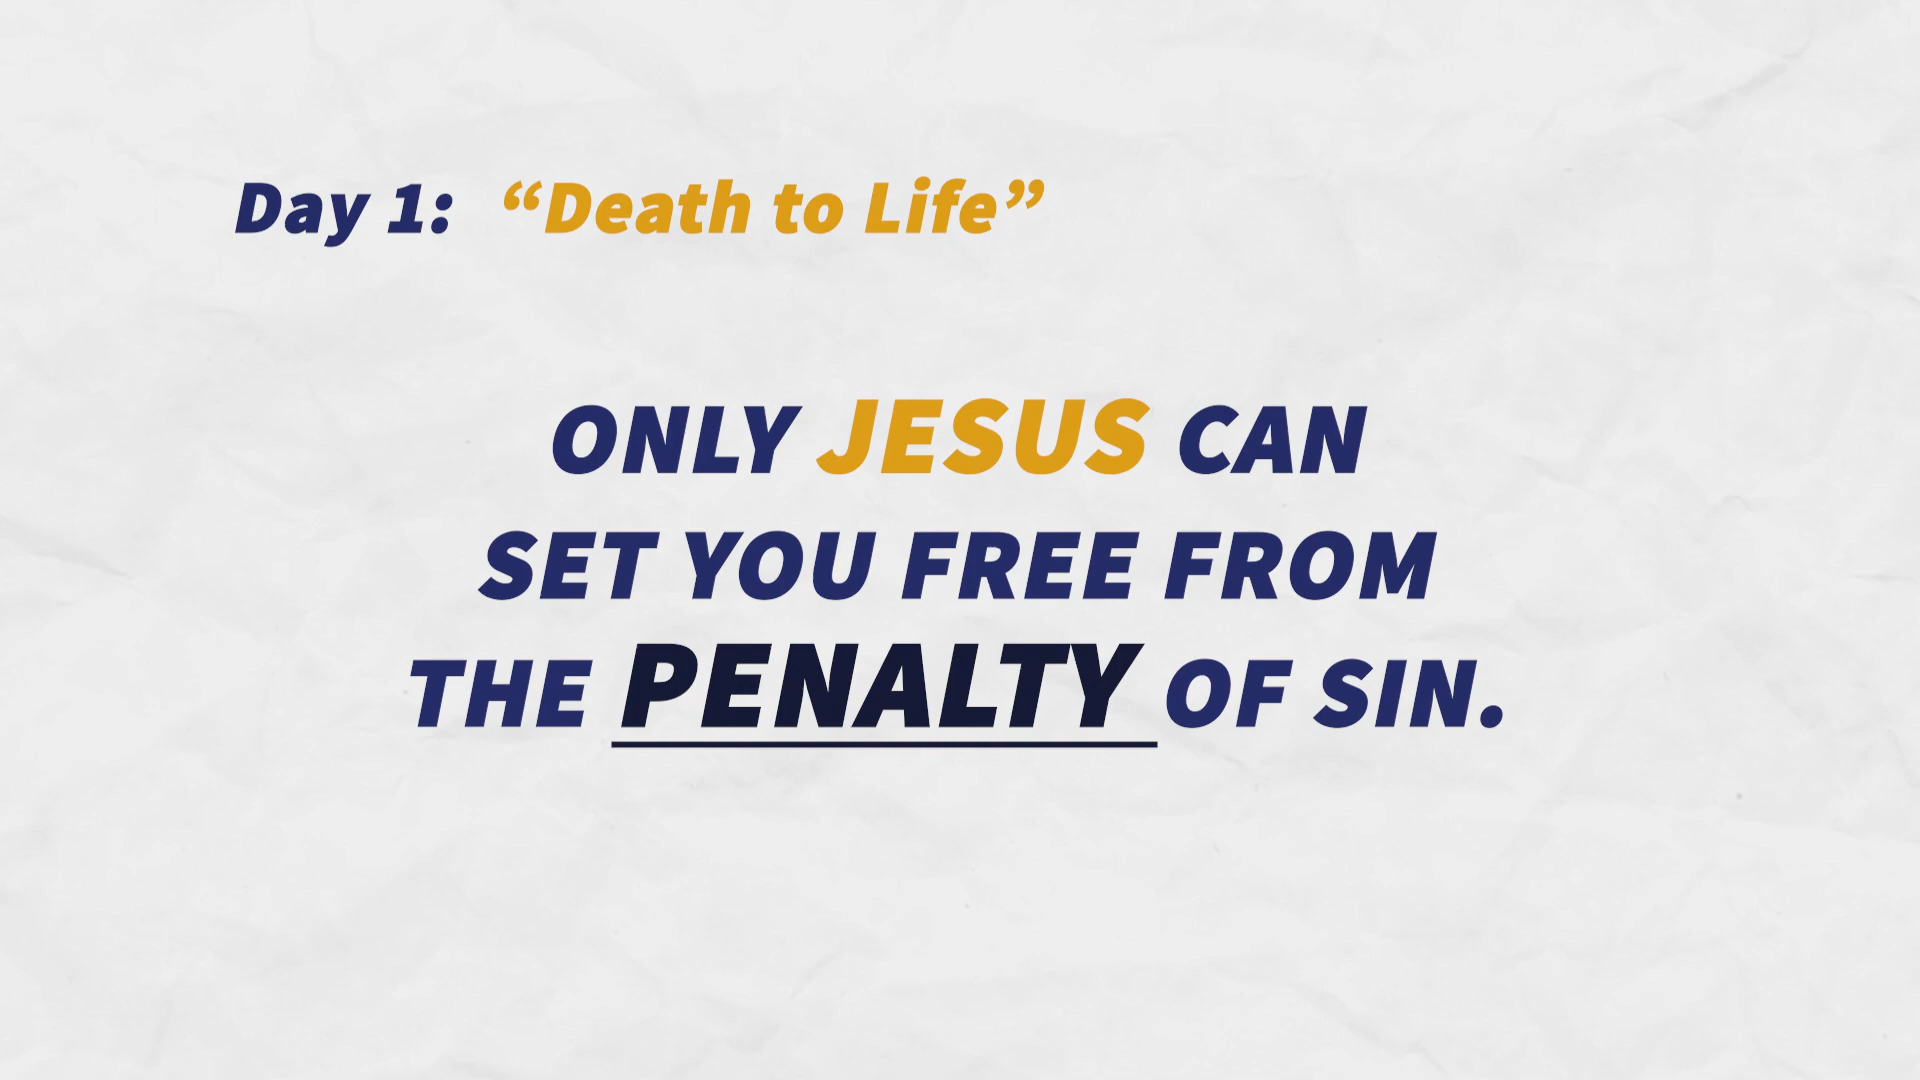 Day 1: “Death to Life”
ONLY JESUS CAN
SET YOU FREE FROM
THE PENALTY OF SIN.